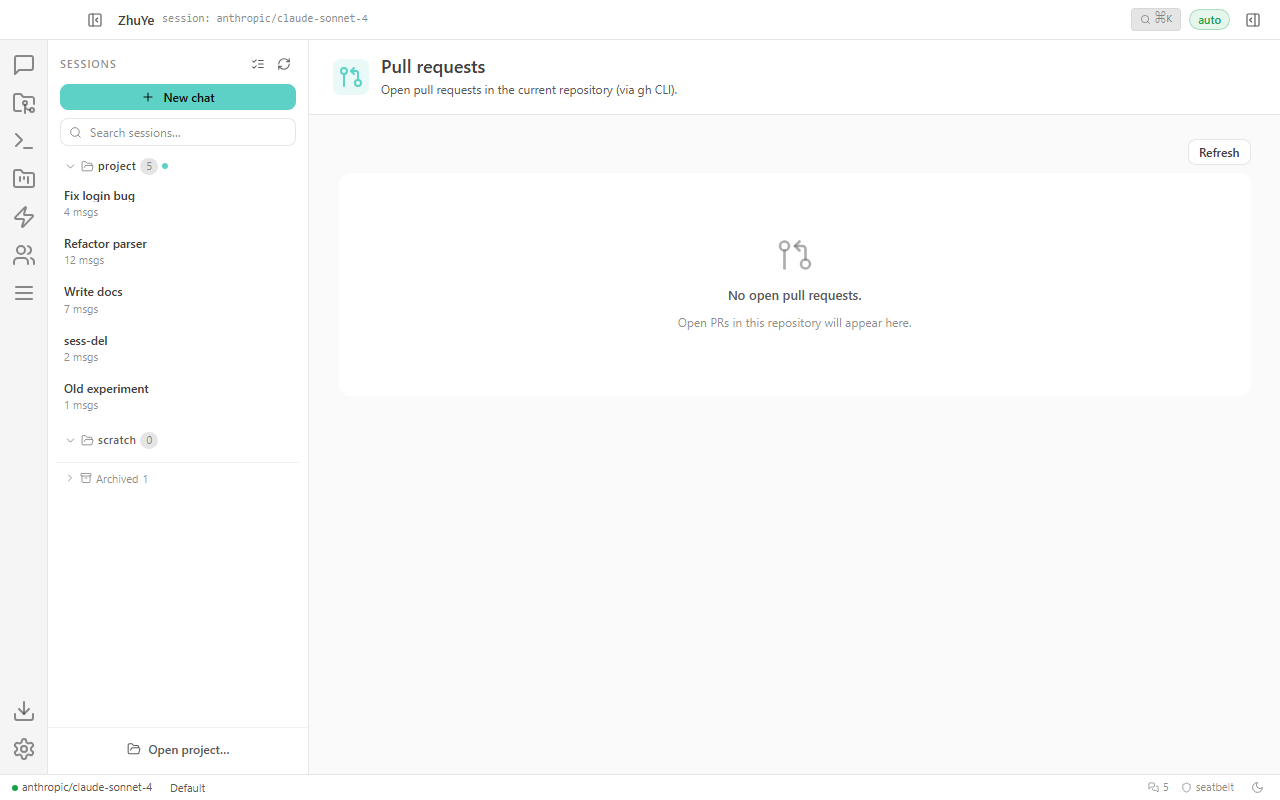 ZhuYe session: anthropic/claude-sonnet-4
⌘K
auto
SESSIONS
New chat
Search sessions...
project 5
Fix login bug
4 msgs
Refactor parser
12 msgs
Write docs
7 msgs
sess-del
2 msgs
Old experiment
1 msgs
scratch 0
Archived 1
Open project...
Pull requests
Open pull requests in the current repository (via gh CLI).
Refresh
No open pull requests.
Open PRs in this repository will appear here.
anthropic/claude-sonnet-4 Default
5 seatbelt